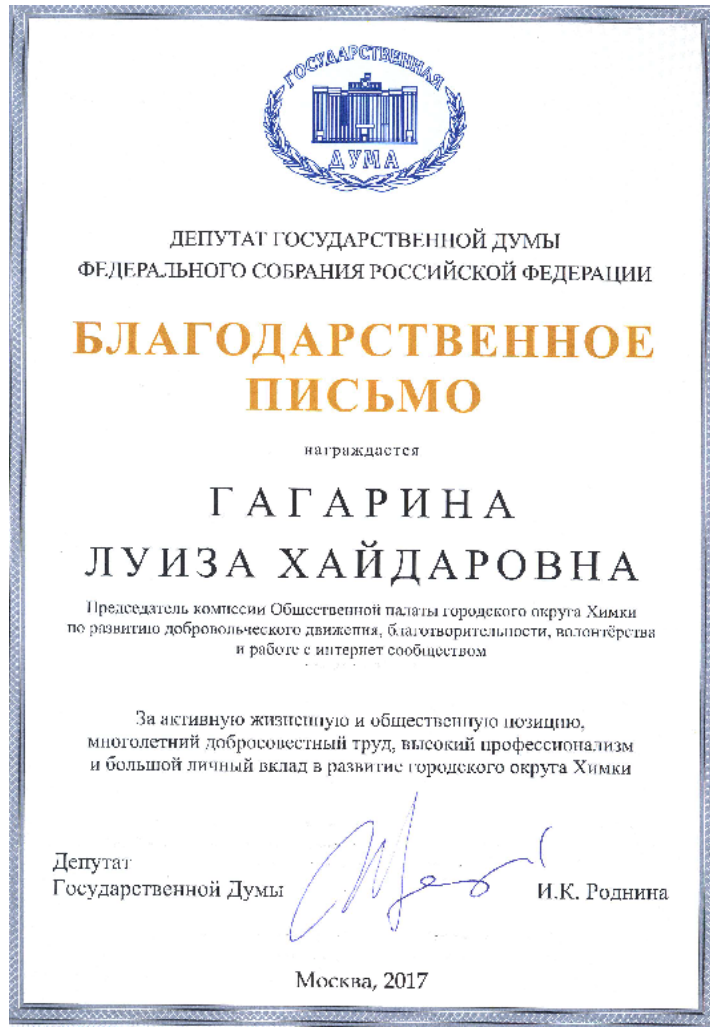 ГОСУДАРСТВЕННАЯ
ДУМА
ДЕПУТАТ ГОСУДАРСТВЕННОЙ ДУМЫ
ФЕДЕРАЛЬНОГО СОБРАНИЯ РОССИЙСКОЙ ФЕДЕРАЦИИ
БЛАГОДАРСТВЕННОЕ
ПИСЬМО
награждается
ГАГАРИНА
ЛУИЗА ХАЙДАРОВНА
Председатель комиссии Общественной палаты городского округа Химки
по развитию добровольческого движения, благотворительности, волонтёрства
и работе с интернет сообществом
За активную жизненную и общественную позицию,
многолетний добросовестный труд, высокий профессионализм
и большой личный вклад в развитие городского округа Химки
Депутат
Государственной Думы
И.К. Роднина
Москва, 2017